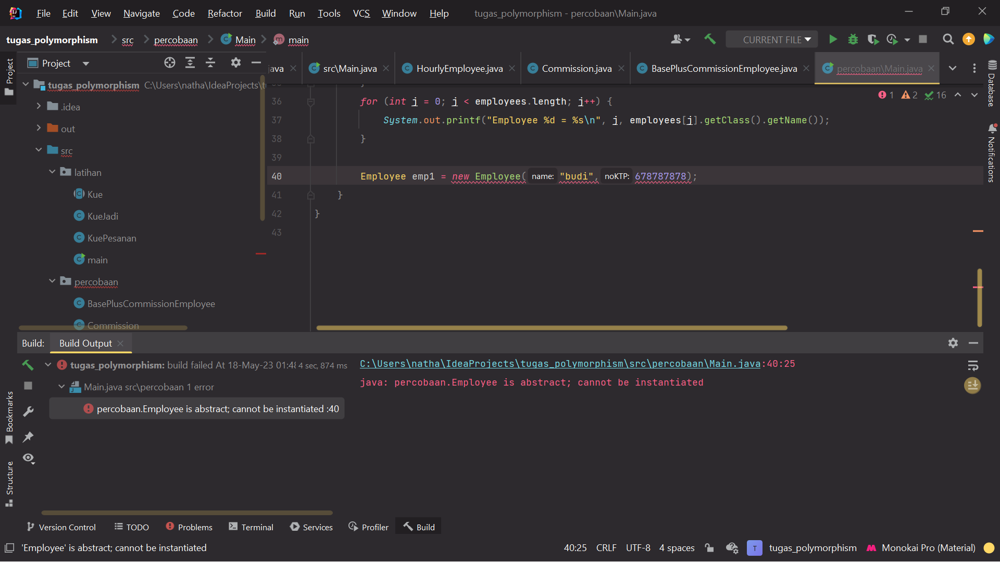 File Edit View Navigate Code Refactor Build Run Tools VCS Window Help tugas_polymorphism - percobaan\Main.java
tugas_polymorphism src percobaan Main main
CURRENT FILE
Project
Project
java
src\Main.java
HourlyEmployee.java
Commission.java
BasePlusCommissionEmployee.java
percobaan\Main.java
Database
Notifications
tugas_polymorphism C:\Users\natha\IdeaProjects\t
.idea
out
src
latihan
Kue
KueJadi
KuePesanan
main
percobaan
BasePlusCommissionEmployee
Commission
1 2 16
36 for (int j = 0; j < employees.length; j++) {
37 System.out.printf("Employee %d = %s\n", j, employees[j].getClass().getName());
38 }
39
40 Employee emp1 = new Employee( name: "budi", noKTP: 678787878);
41 }
42 }
43
Build: Build Output
tugas_polymorphism: build failed At 18-May-23 01:48 4 sec, 874 ms
Main.java src\percobaan 1 error
percobaan.Employee is abstract; cannot be instantiated :40
C:\Users\natha\IdeaProjects\tugas_polymorphism\src\percobaan\Main.java:40:25
java: percobaan.Employee is abstract; cannot be instantiated
Bookmarks
Structure
Version Control TODO Problems Terminal Services Profiler Build
'Employee' is abstract; cannot be instantiated 40:25 CRLF UTF-8 4 spaces T tugas_polymorphism Monokai Pro (Material)